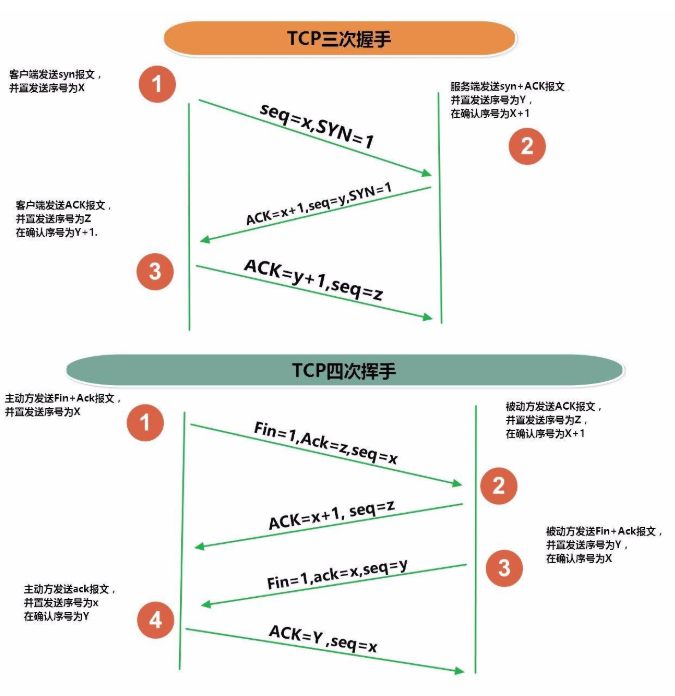 TCP三次握手
客户端发送syn报文，
并置发送序号为X
1
服务端发送syn+ACK报文
并置发送序号为Y，
在确认序号为X+1
2
seq=x,SYN=1
ACK=x+1,seq=y,SYN=1
客户端发送ACK报文，
并置发送序号为Z
在确认序号为Y+1.
3
ACK=y+1,seq=z
TCP四次挥手
主动方发送Fin+Ack报文，
并置发送序号为X
1
被动方发送ACK报文，
并置发送序号为Z，
在确认序号为X+1
Fin=1,Ack=z,seq=x
2
ACK=x+1, seq=z
被动方发送Fin+Ack报文，
并置发送序号为Y，
在确认序号为X
3
Fin=1,ack=x,seq=y
主动方发送ack报文，
并置发送序号为x
在确认序号为Y
4
ACK=Y ,seq=x